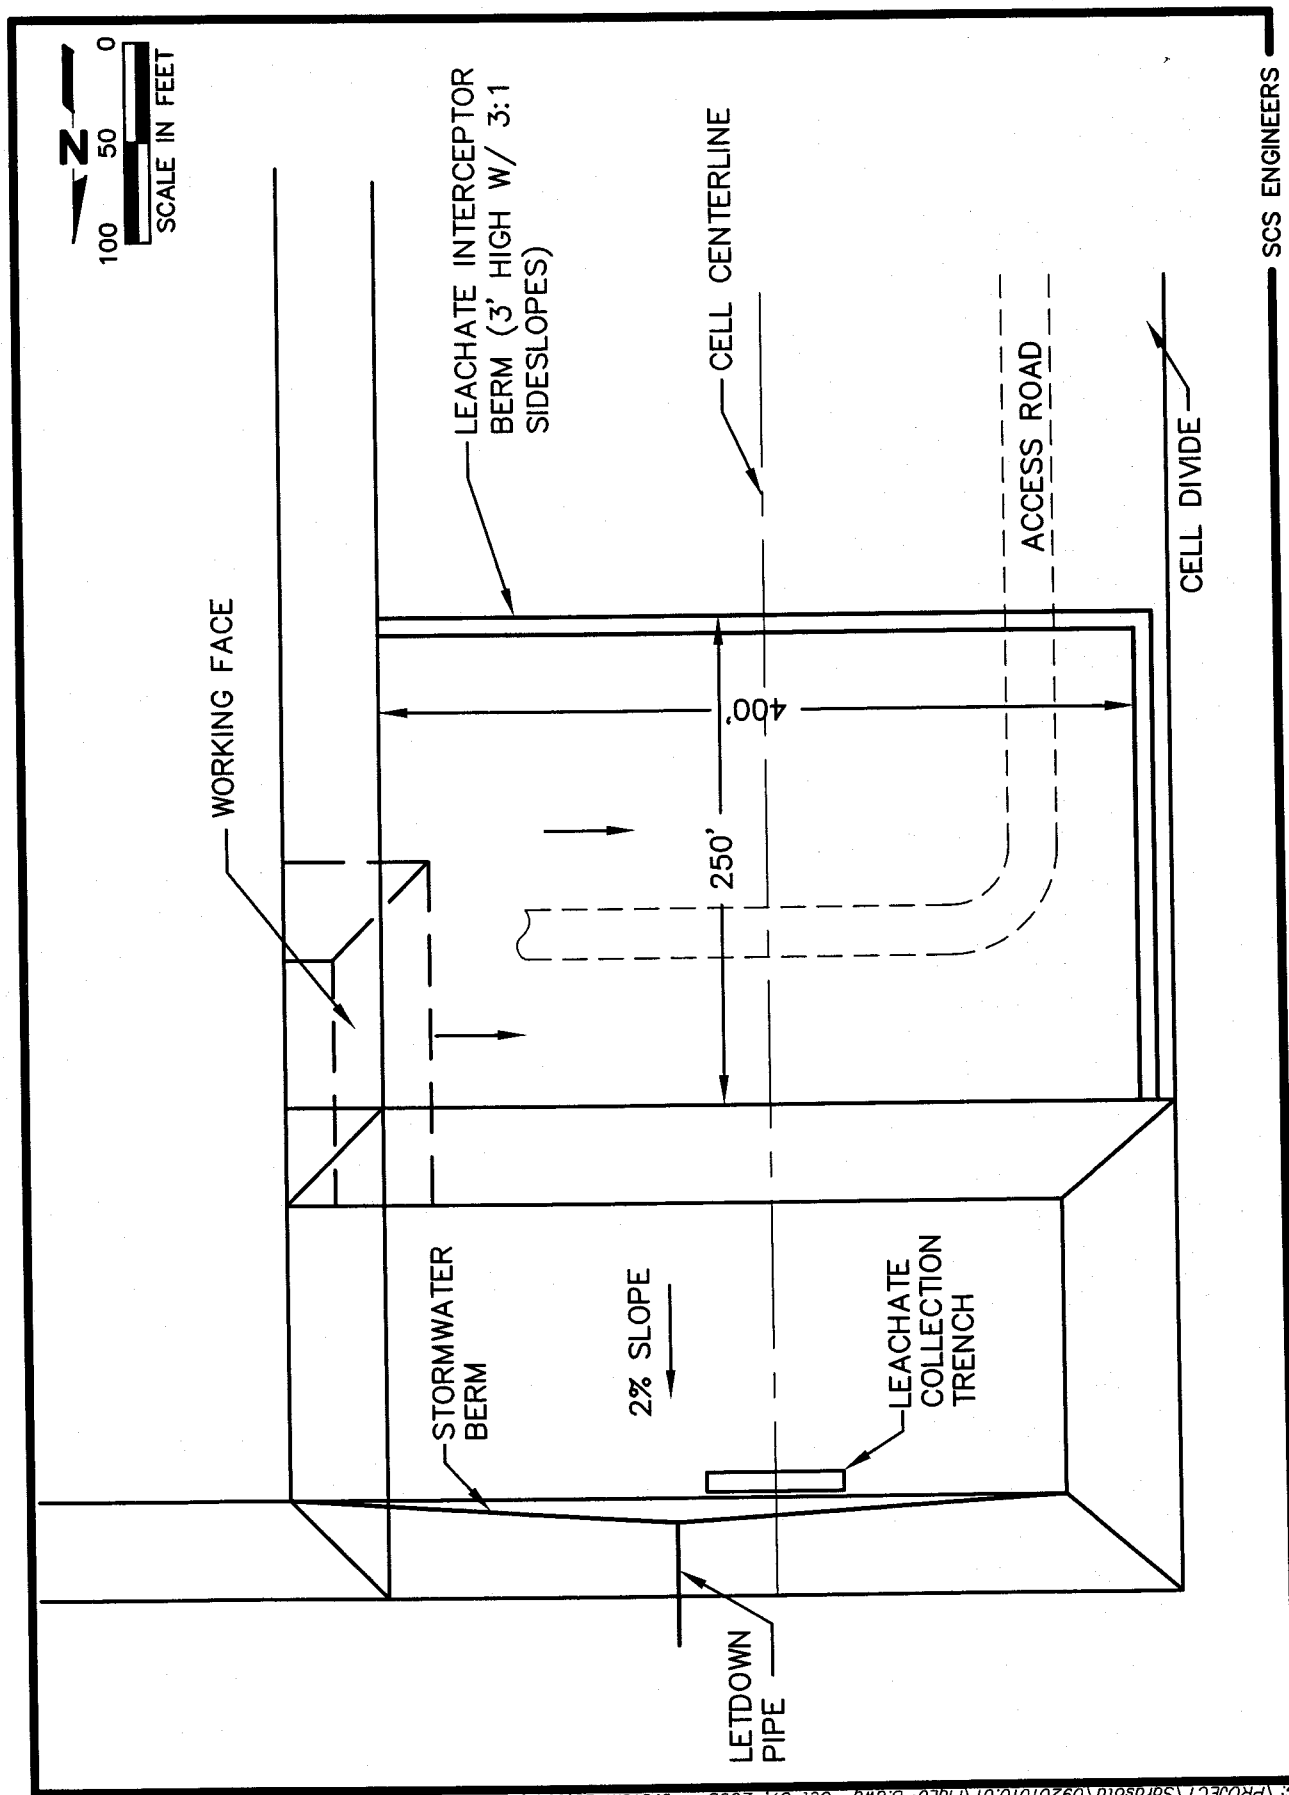 N
100 50 0
SCALE IN FEET
LEACHATE INTERCEPTOR
BERM (3' HIGH W/ 3:1
SIDESLOPES)
WORKING FACE
CELL CENTERLINE
400'
250'
ACCESS ROAD
CELL DIVIDE
STORMWATER
BERM
2% SLOPE
LEACHATE
COLLECTION
TRENCH
LETDOWN
PIPE
SCS ENGINEERS